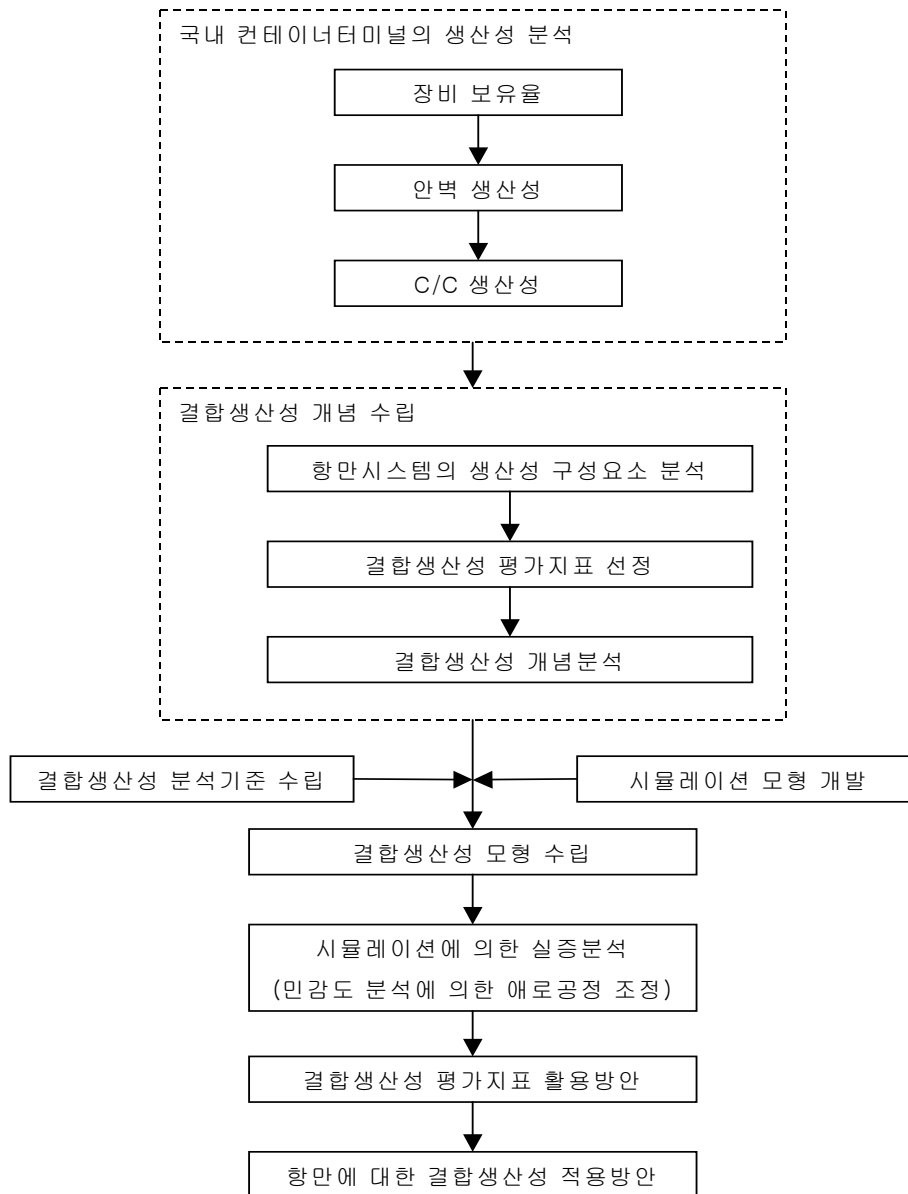 국내 컨테이너터미널의 생산성 분석
장비 보유율
안벽 생산성
C/C 생산성
결합생산성 개념 수립
항만시스템의 생산성 구성요소 분석
결합생산성 평가지표 선정
결합생산성 개념분석
결합생산성 분석기준 수립
시뮬레이션 모형 개발
결합생산성 모형 수립
시뮬레이션에 의한 실증분석
(민감도 분석에 의한 애로공정 조정)
결합생산성 평가지표 활용방안
항만에 대한 결합생산성 적용방안